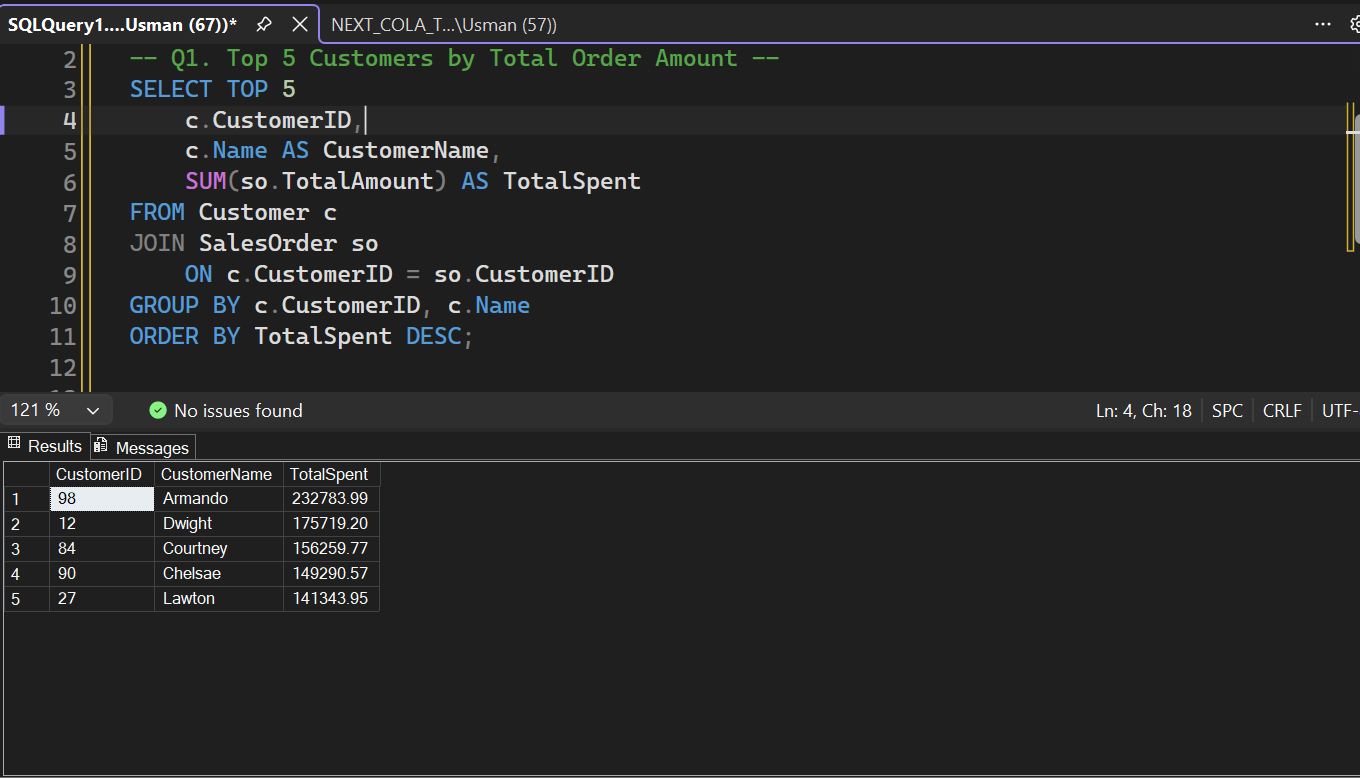 SQLQuery1....Usman (67))* NEXT_COLA_T...\Usman (57))
2 -- Q1. Top 5 Customers by Total Order Amount --
3 SELECT TOP 5
4 c.CustomerID,
5 c.Name AS CustomerName,
6 SUM(so.TotalAmount) AS TotalSpent
7 FROM Customer c
8 JOIN SalesOrder so
9 ON c.CustomerID = so.CustomerID
10 GROUP BY c.CustomerID, c.Name
11 ORDER BY TotalSpent DESC;
12
121 % No issues found Ln: 4, Ch: 18 SPC CRLF UTF-
Results Messages
CustomerID CustomerName TotalSpent
1 98 Armando 232783.99
2 12 Dwight 175719.20
3 84 Courtney 156259.77
4 90 Chelsae 149290.57
5 27 Lawton 141343.95